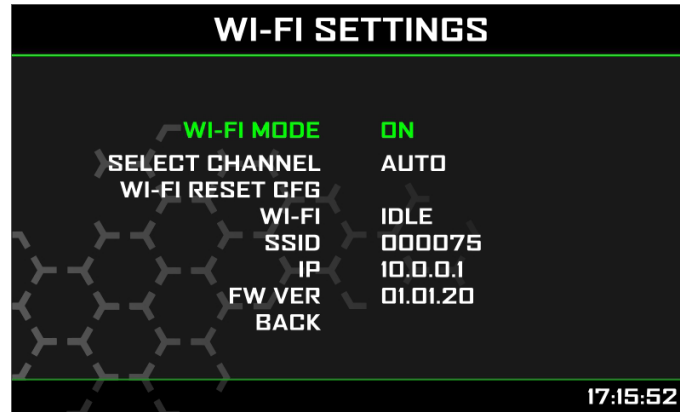 WI-FI SETTINGS
WI-FI MODE ON
SELECT CHANNEL AUTO
WI-FI RESET CFG
WI-FI IDLE
SSID 000075
IP 10.0.0.1
FW VER 01.01.20
BACK
17:15:52